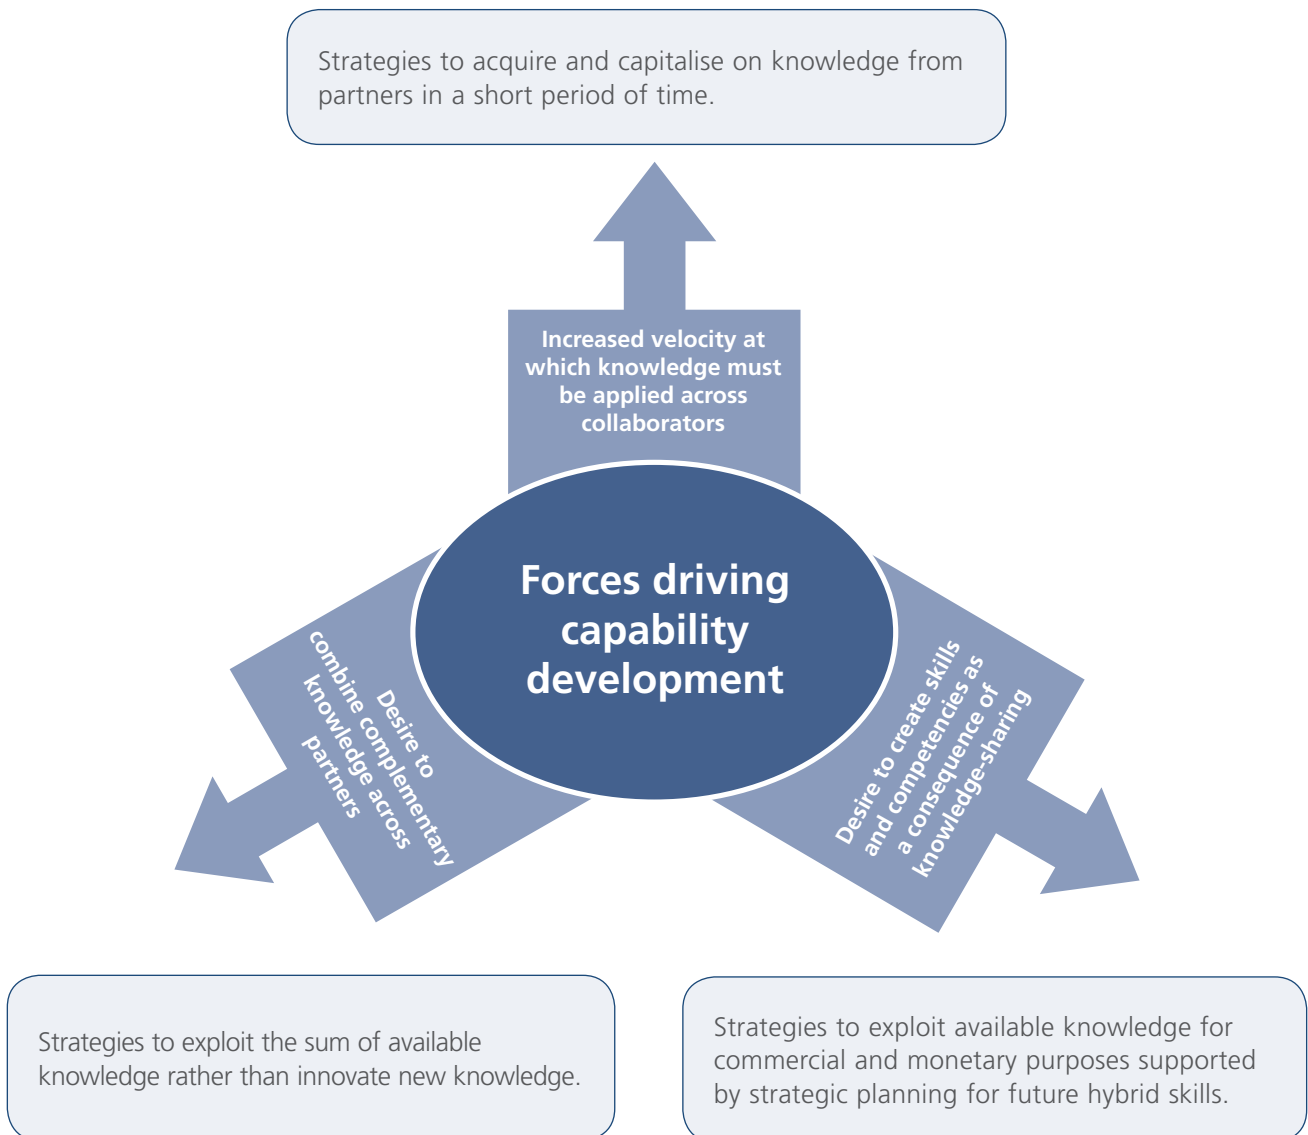 Strategies to acquire and capitalise on knowledge from
partners in a short period of time.
Increased velocity at
which knowledge must
be applied across
collaborators
Forces driving
capability
development
Desire to
combine complementary
knowledge across
partners
Desire to create skills
and competencies as
a consequence of
knowledge-sharing
Strategies to exploit the sum of available
knowledge rather than innovate new knowledge.
Strategies to exploit available knowledge for
commercial and monetary purposes supported
by strategic planning for future hybrid skills.